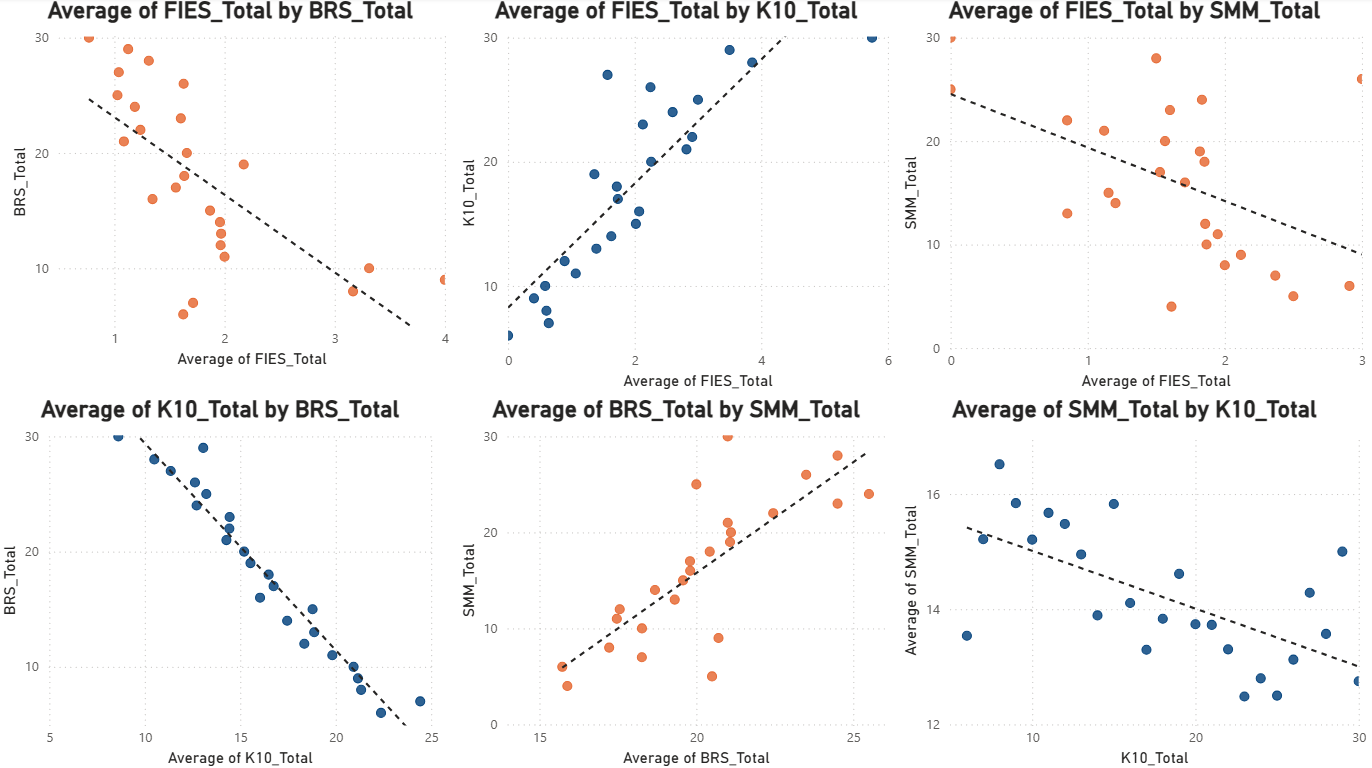 Average of FIES_Total by BRS_Total
30
20
10
BRS_Total
1 2 3 4
Average of FIES_Total
Average of FIES_Total by K10_Total
30
20
10
K10_Total
0 2 4 6
Average of FIES_Total
Average of FIES_Total by SMM_Total
30
20
10
0
SMM_Total
0 1 2 3
Average of FIES_Total
Average of K10_Total by BRS_Total
30
20
10
BRS_Total
5 10 15 20 25
Average of K10_Total
Average of BRS_Total by SMM_Total
30
20
10
0
SMM_Total
15 20 25
Average of BRS_Total
Average of SMM_Total by K10_Total
16
14
12
Average of SMM_Total
10 20 30
K10_Total